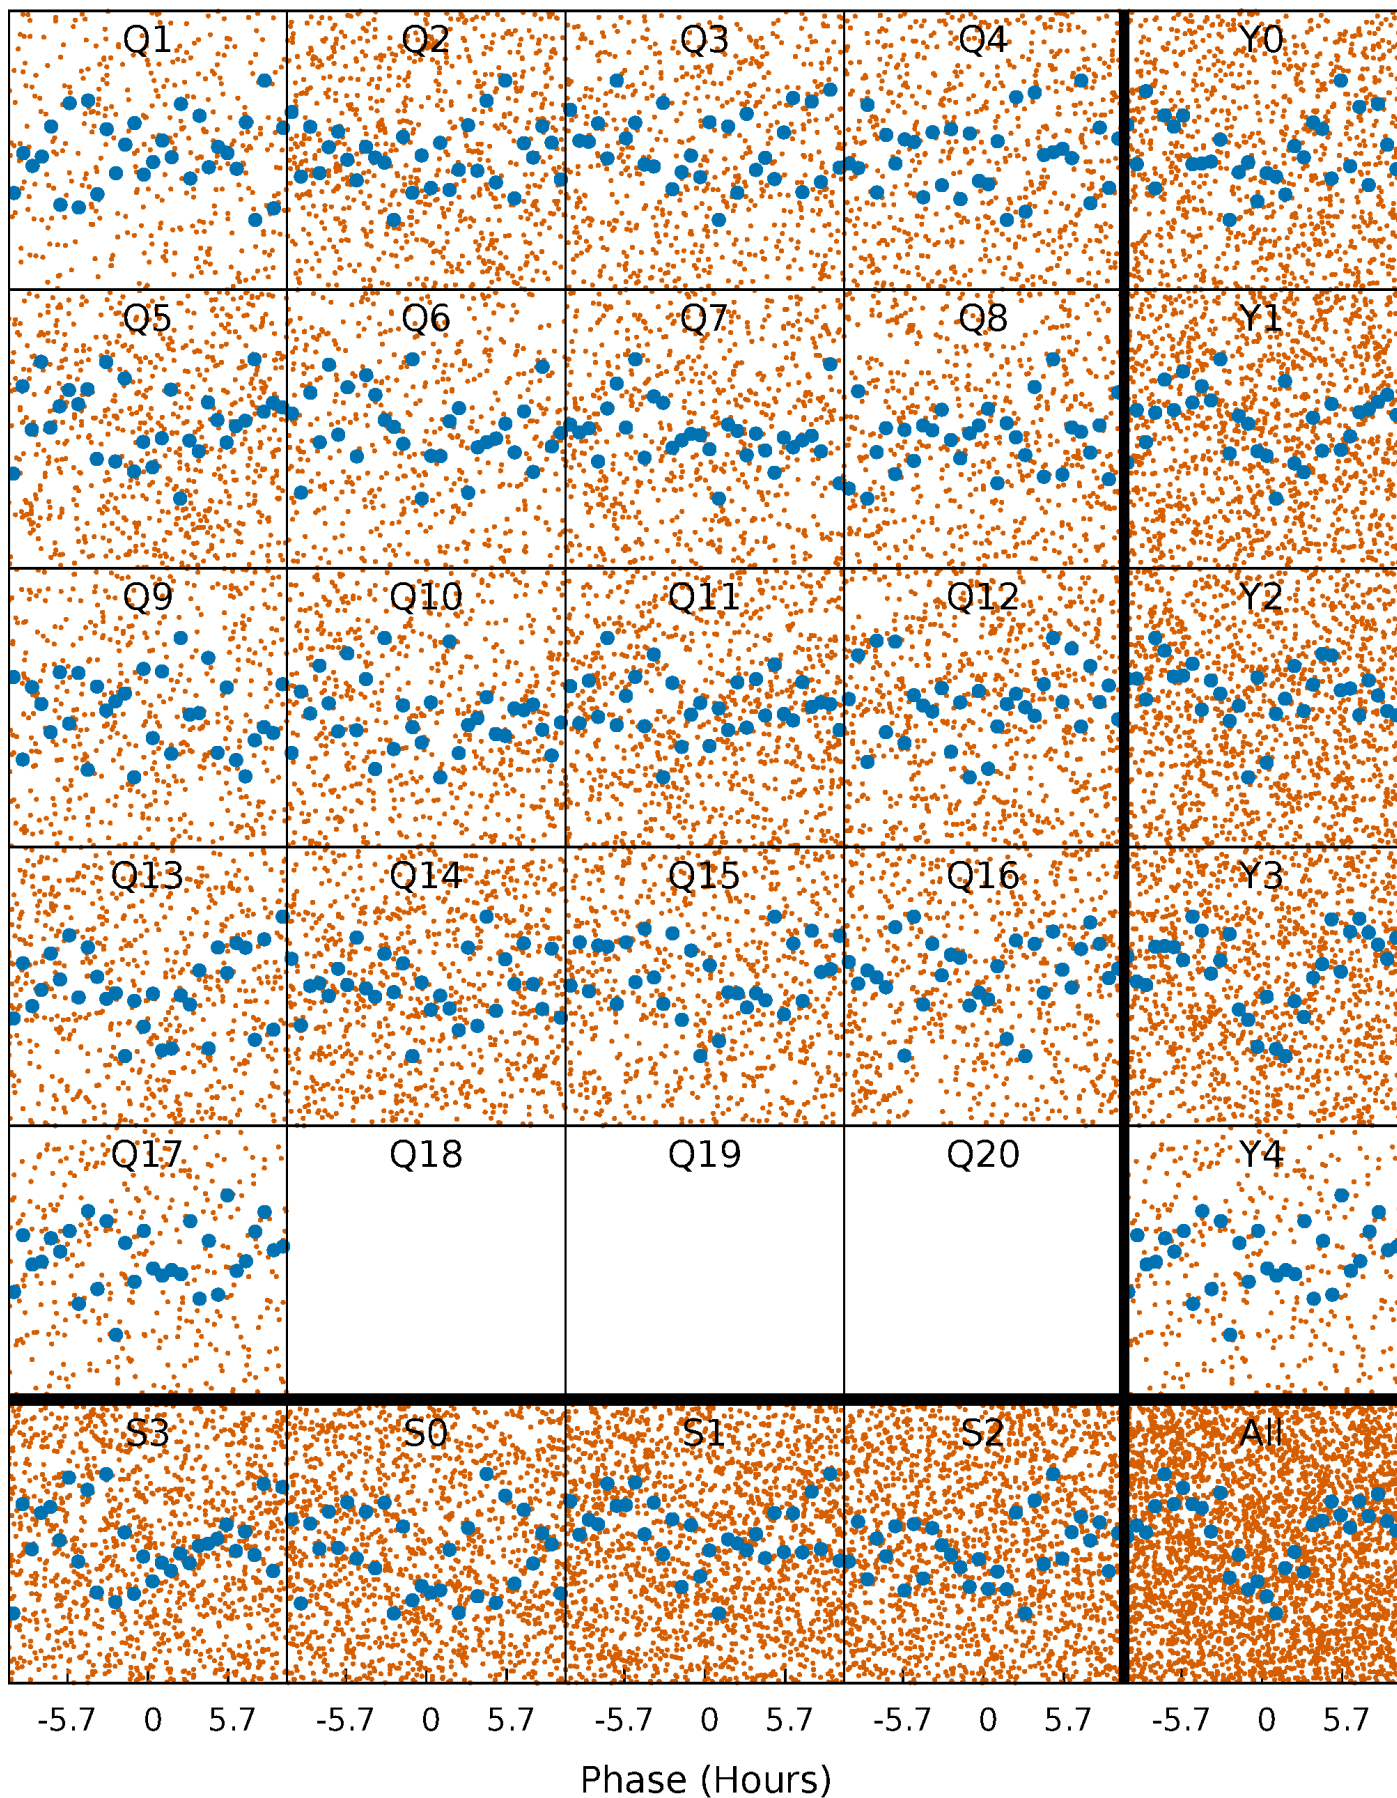 Q1 Q2 Q3 Q4 Y0
Q5 Q6 Q7 Q8 Y1
Q9 Q10 Q11 Q12 Y2
Q13 Q14 Q15 Q16 Y3
Q17 Q18 Q19 Q20 Y4
S3 S0 S1 S2 All
-5.7 0 5.7 -5.7 0 5.7 -5.7 0 5.7 -5.7 0 5.7 -5.7 0 5.7
Phase (Hours)